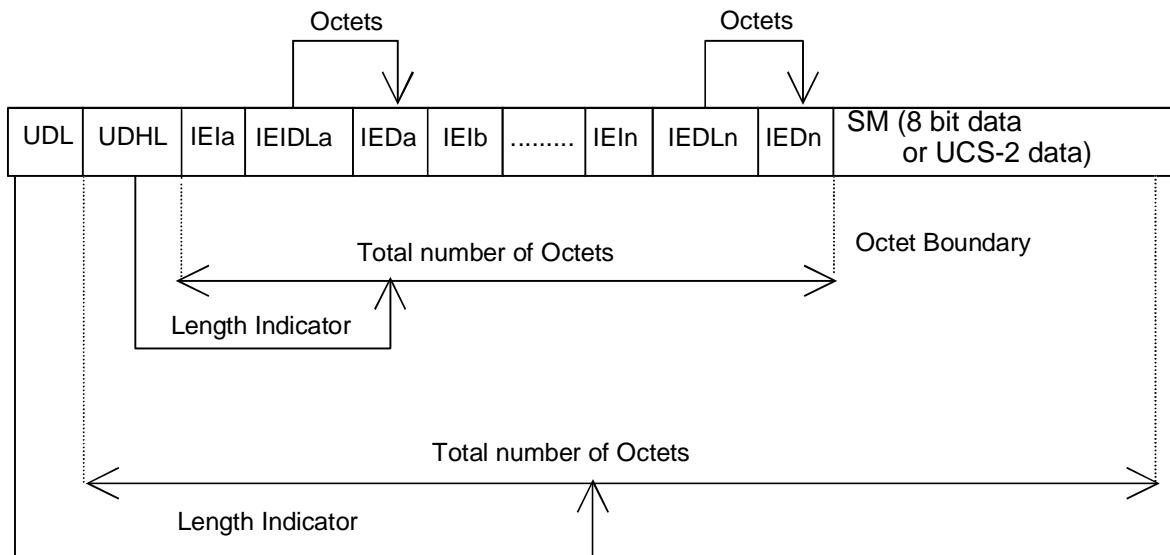 Octets Octets
UDL UDHL IEIa IEIDLa IEDa IEIb ......... IEIn IEDLn IEDn SM (8 bit data
or UCS-2 data)
Total number of Octets Octet Boundary
Length Indicator
Total number of Octets
Length Indicator